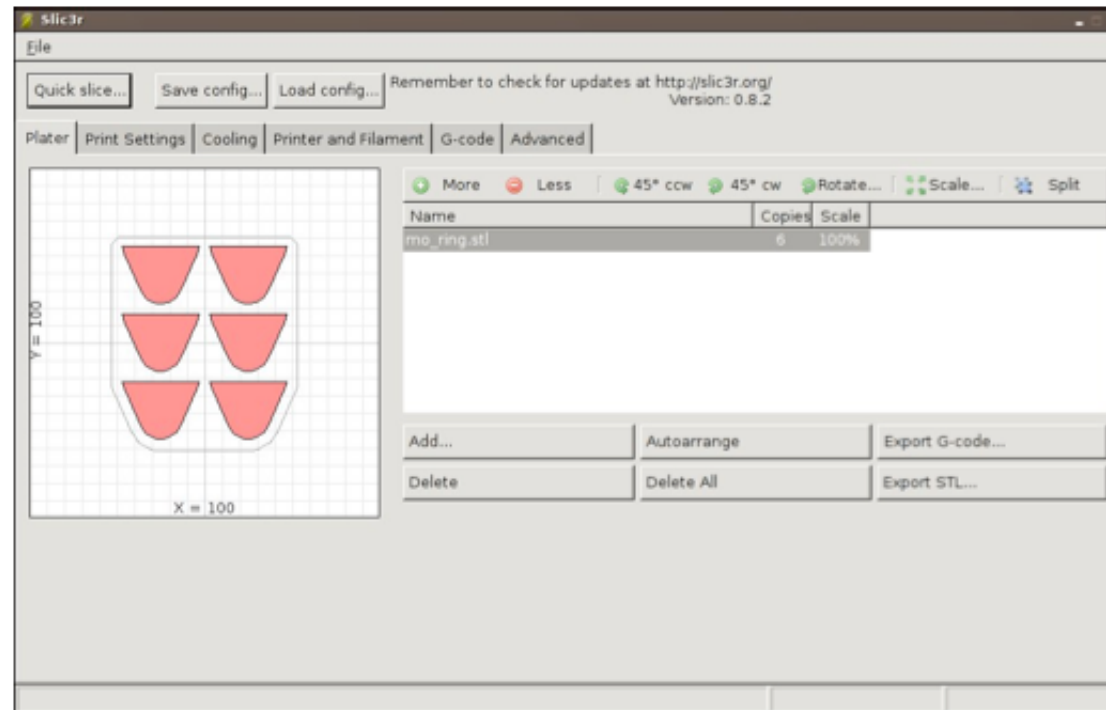 Slic3r
File
Quick slice... Save config... Load config... Remember to check for updates at http://slic3r.org/
Version: 0.8.2
Plater Print Settings Cooling Printer and Filament G-code Advanced
More Less 45° ccw 45° cw Rotate... Scale... Split
Name Copies Scale
mo_ring.stl 6 100%
Y = 100
X = 100
Add... Autoarrange Export G-code...
Delete Delete All Export STL...